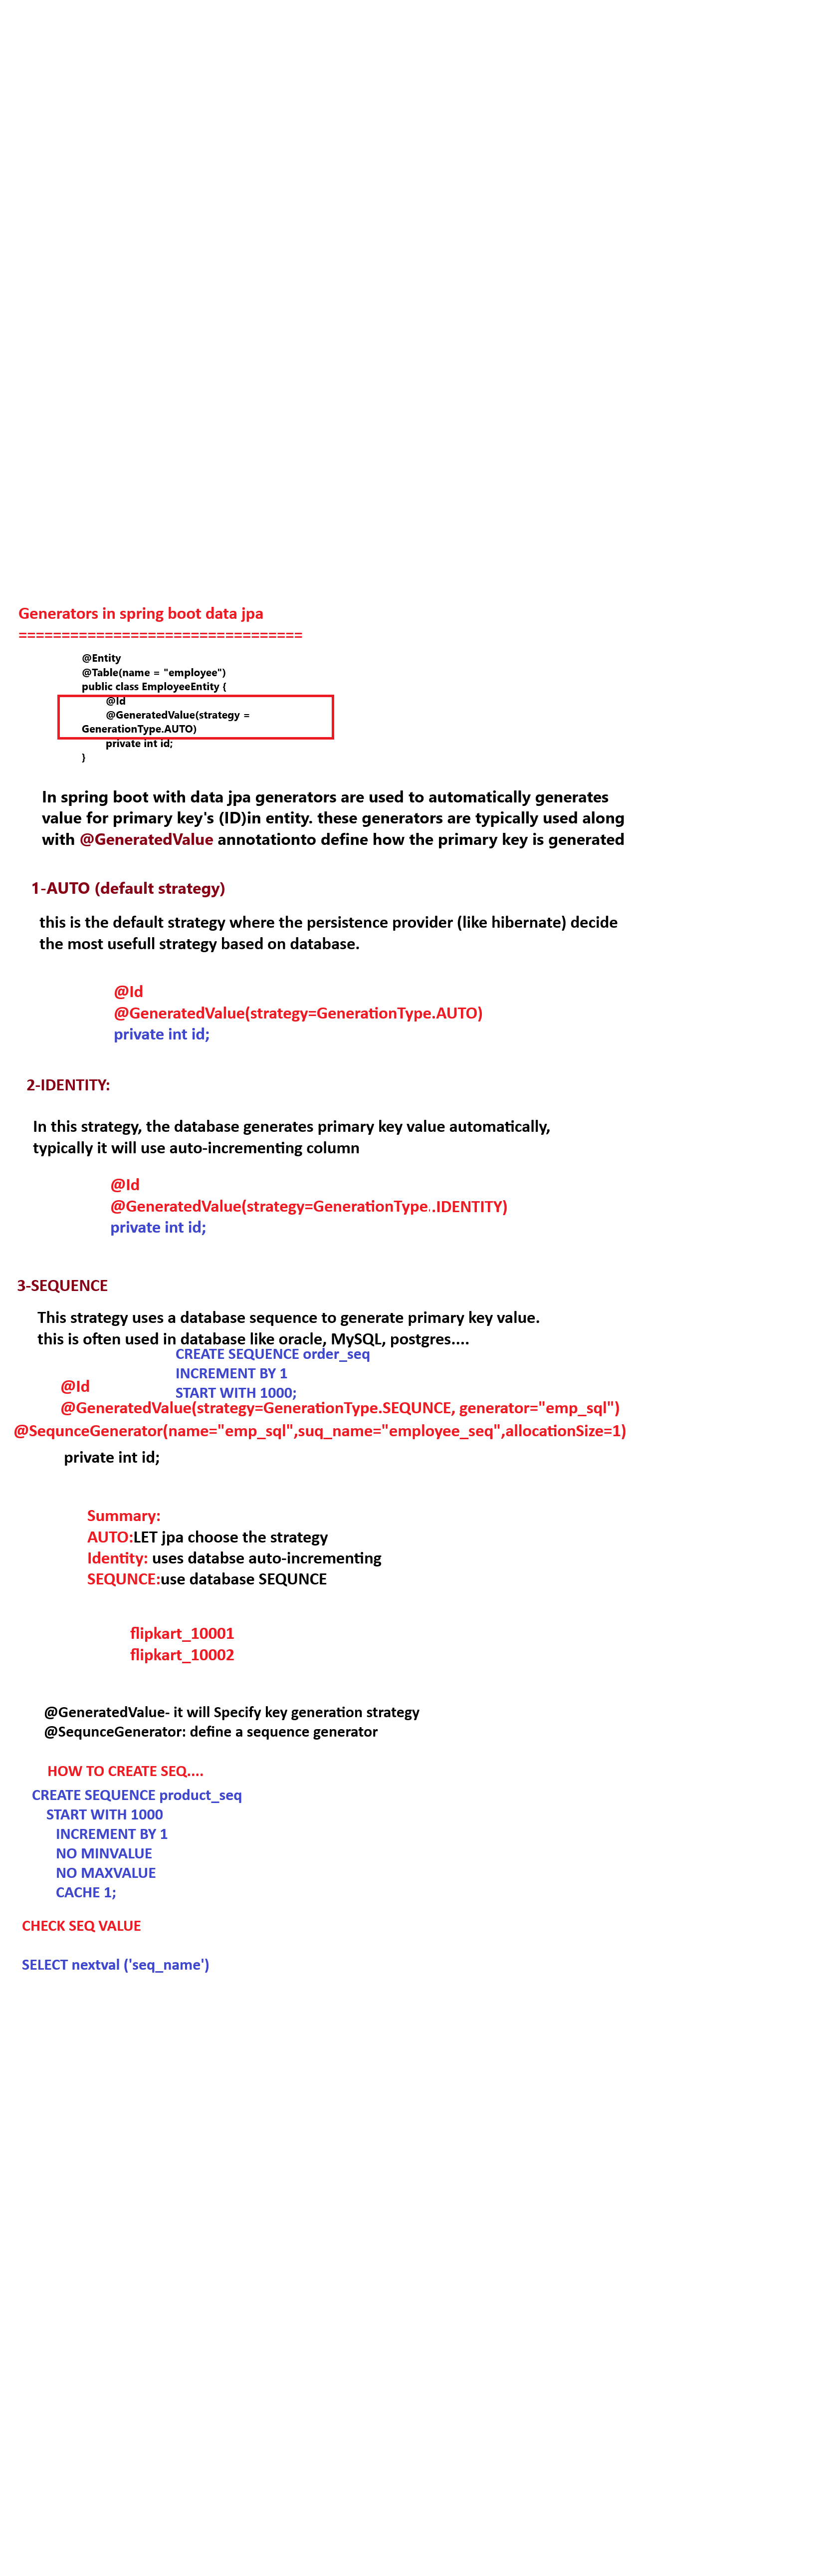 Generators in spring boot data jpa
=================================
@Entity
@Table(name = "employee")
public class EmployeeEntity {
@Id
@GeneratedValue(strategy =
GenerationType.AUTO)
private int id;
}
In spring boot with data jpa generators are used to automatically generates
value for primary key's (ID)in entity. these generators are typically used along
with @GeneratedValue annotationto define how the primary key is generated
1-AUTO (default strategy)
this is the default strategy where the persistence provider (like hibernate) decide
the most usefull strategy based on database.
@Id
@GeneratedValue(strategy=GenerationType.AUTO)
private int id;
2-IDENTITY:
In this strategy, the database generates primary key value automatically,
typically it will use auto-incrementing column
@Id
@GeneratedValue(strategy=GenerationType..IDENTITY)
private int id;
3-SEQUENCE
This strategy uses a database sequence to generate primary key value.
this is often used in database like oracle, MySQL, postgres....
CREATE SEQUENCE order_seq
INCREMENT BY 1
START WITH 1000;
@Id
@GeneratedValue(strategy=GenerationType.SEQUNCE, generator="emp_sql")
@SequnceGenerator(name="emp_sql",suq_name="employee_seq",allocationSize=1)
private int id;
Summary:
AUTO:LET jpa choose the strategy
Identity: uses databse auto-incrementing
SEQUNCE:use database SEQUNCE
flipkart_10001
flipkart_10002
@GeneratedValue- it will Specify key generation strategy
@SequnceGenerator: define a sequence generator
HOW TO CREATE SEQ....
CREATE SEQUENCE product_seq
START WITH 1000
INCREMENT BY 1
NO MINVALUE
NO MAXVALUE
CACHE 1;
CHECK SEQ VALUE
SELECT nextval ('seq_name')